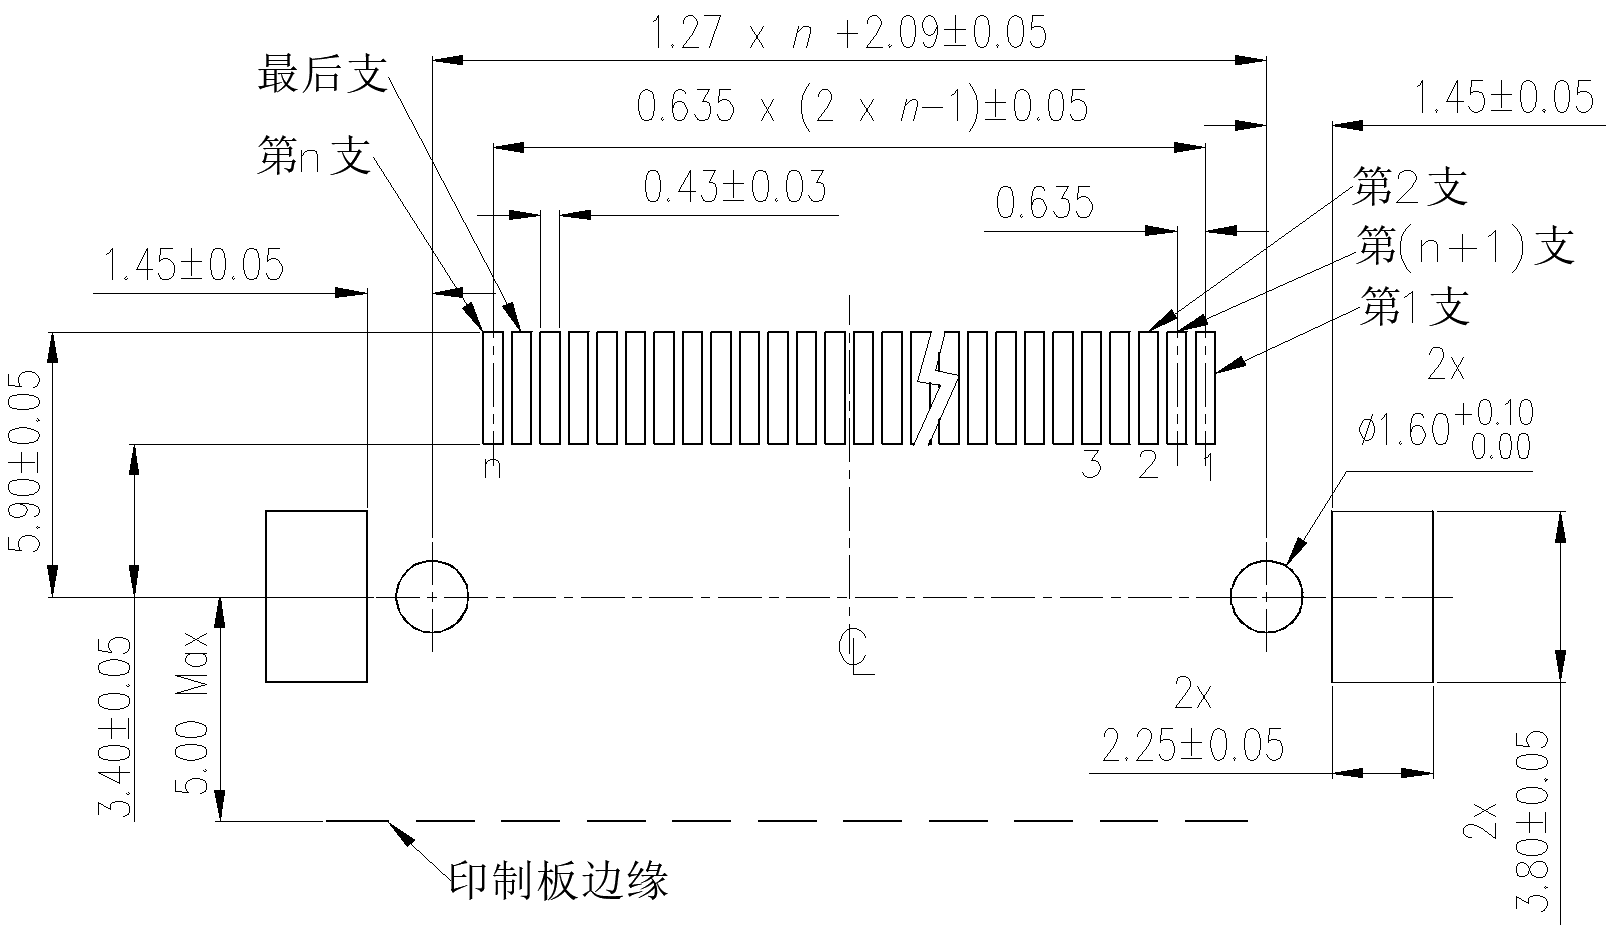 1.27 x n +2.09±0.05
最后支
0.635 x (2 x n-1)±0.05
1.45±0.05
第n支
0.43±0.03
0.635
第2支
第(n+1)支
第1支
1.45±0.05
2x
ø1.60+0.10
0.00
5.90±0.05
n
3
2
1
3.40±0.05
5.00 Max
℄
2x
2.25±0.05
2x
3.80±0.05
印制板边缘